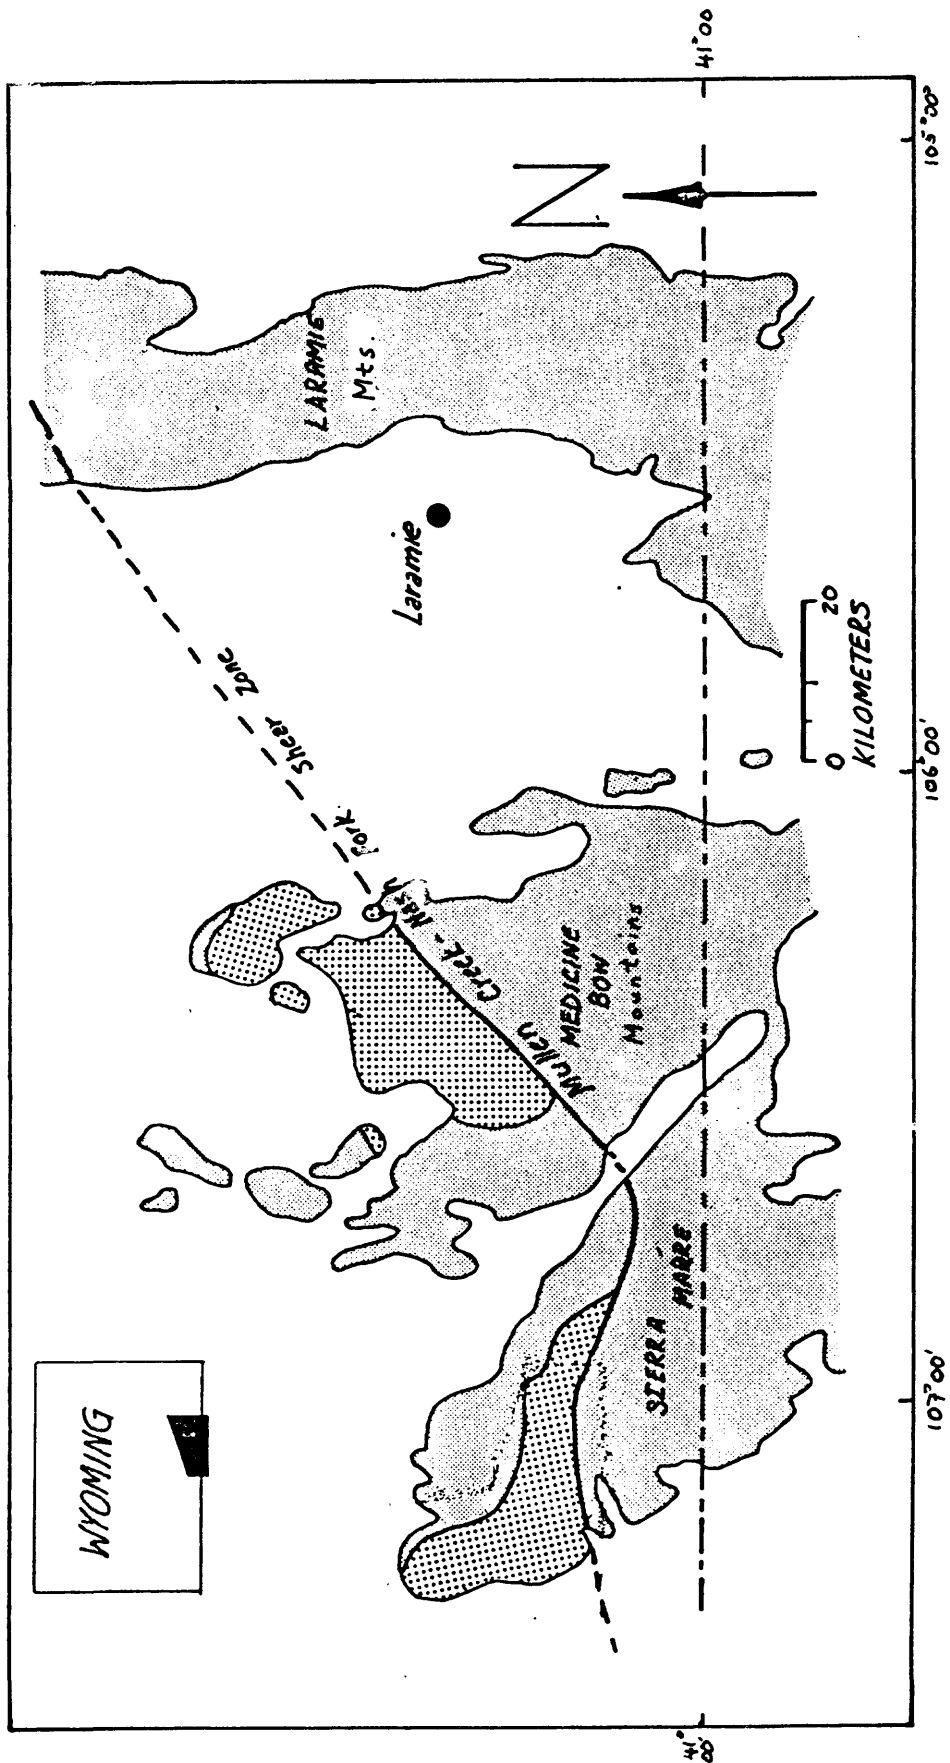 WYOMING
LARAMIE
Mts.
Laramie
Mullen Creek-Nash Fork Shear Zone
MEDICINE
BOW
Mountains
SIERRA
MADRE
N
0 20
KILOMETERS
41°00'
41°00
107°00'
106°00'
105°00'